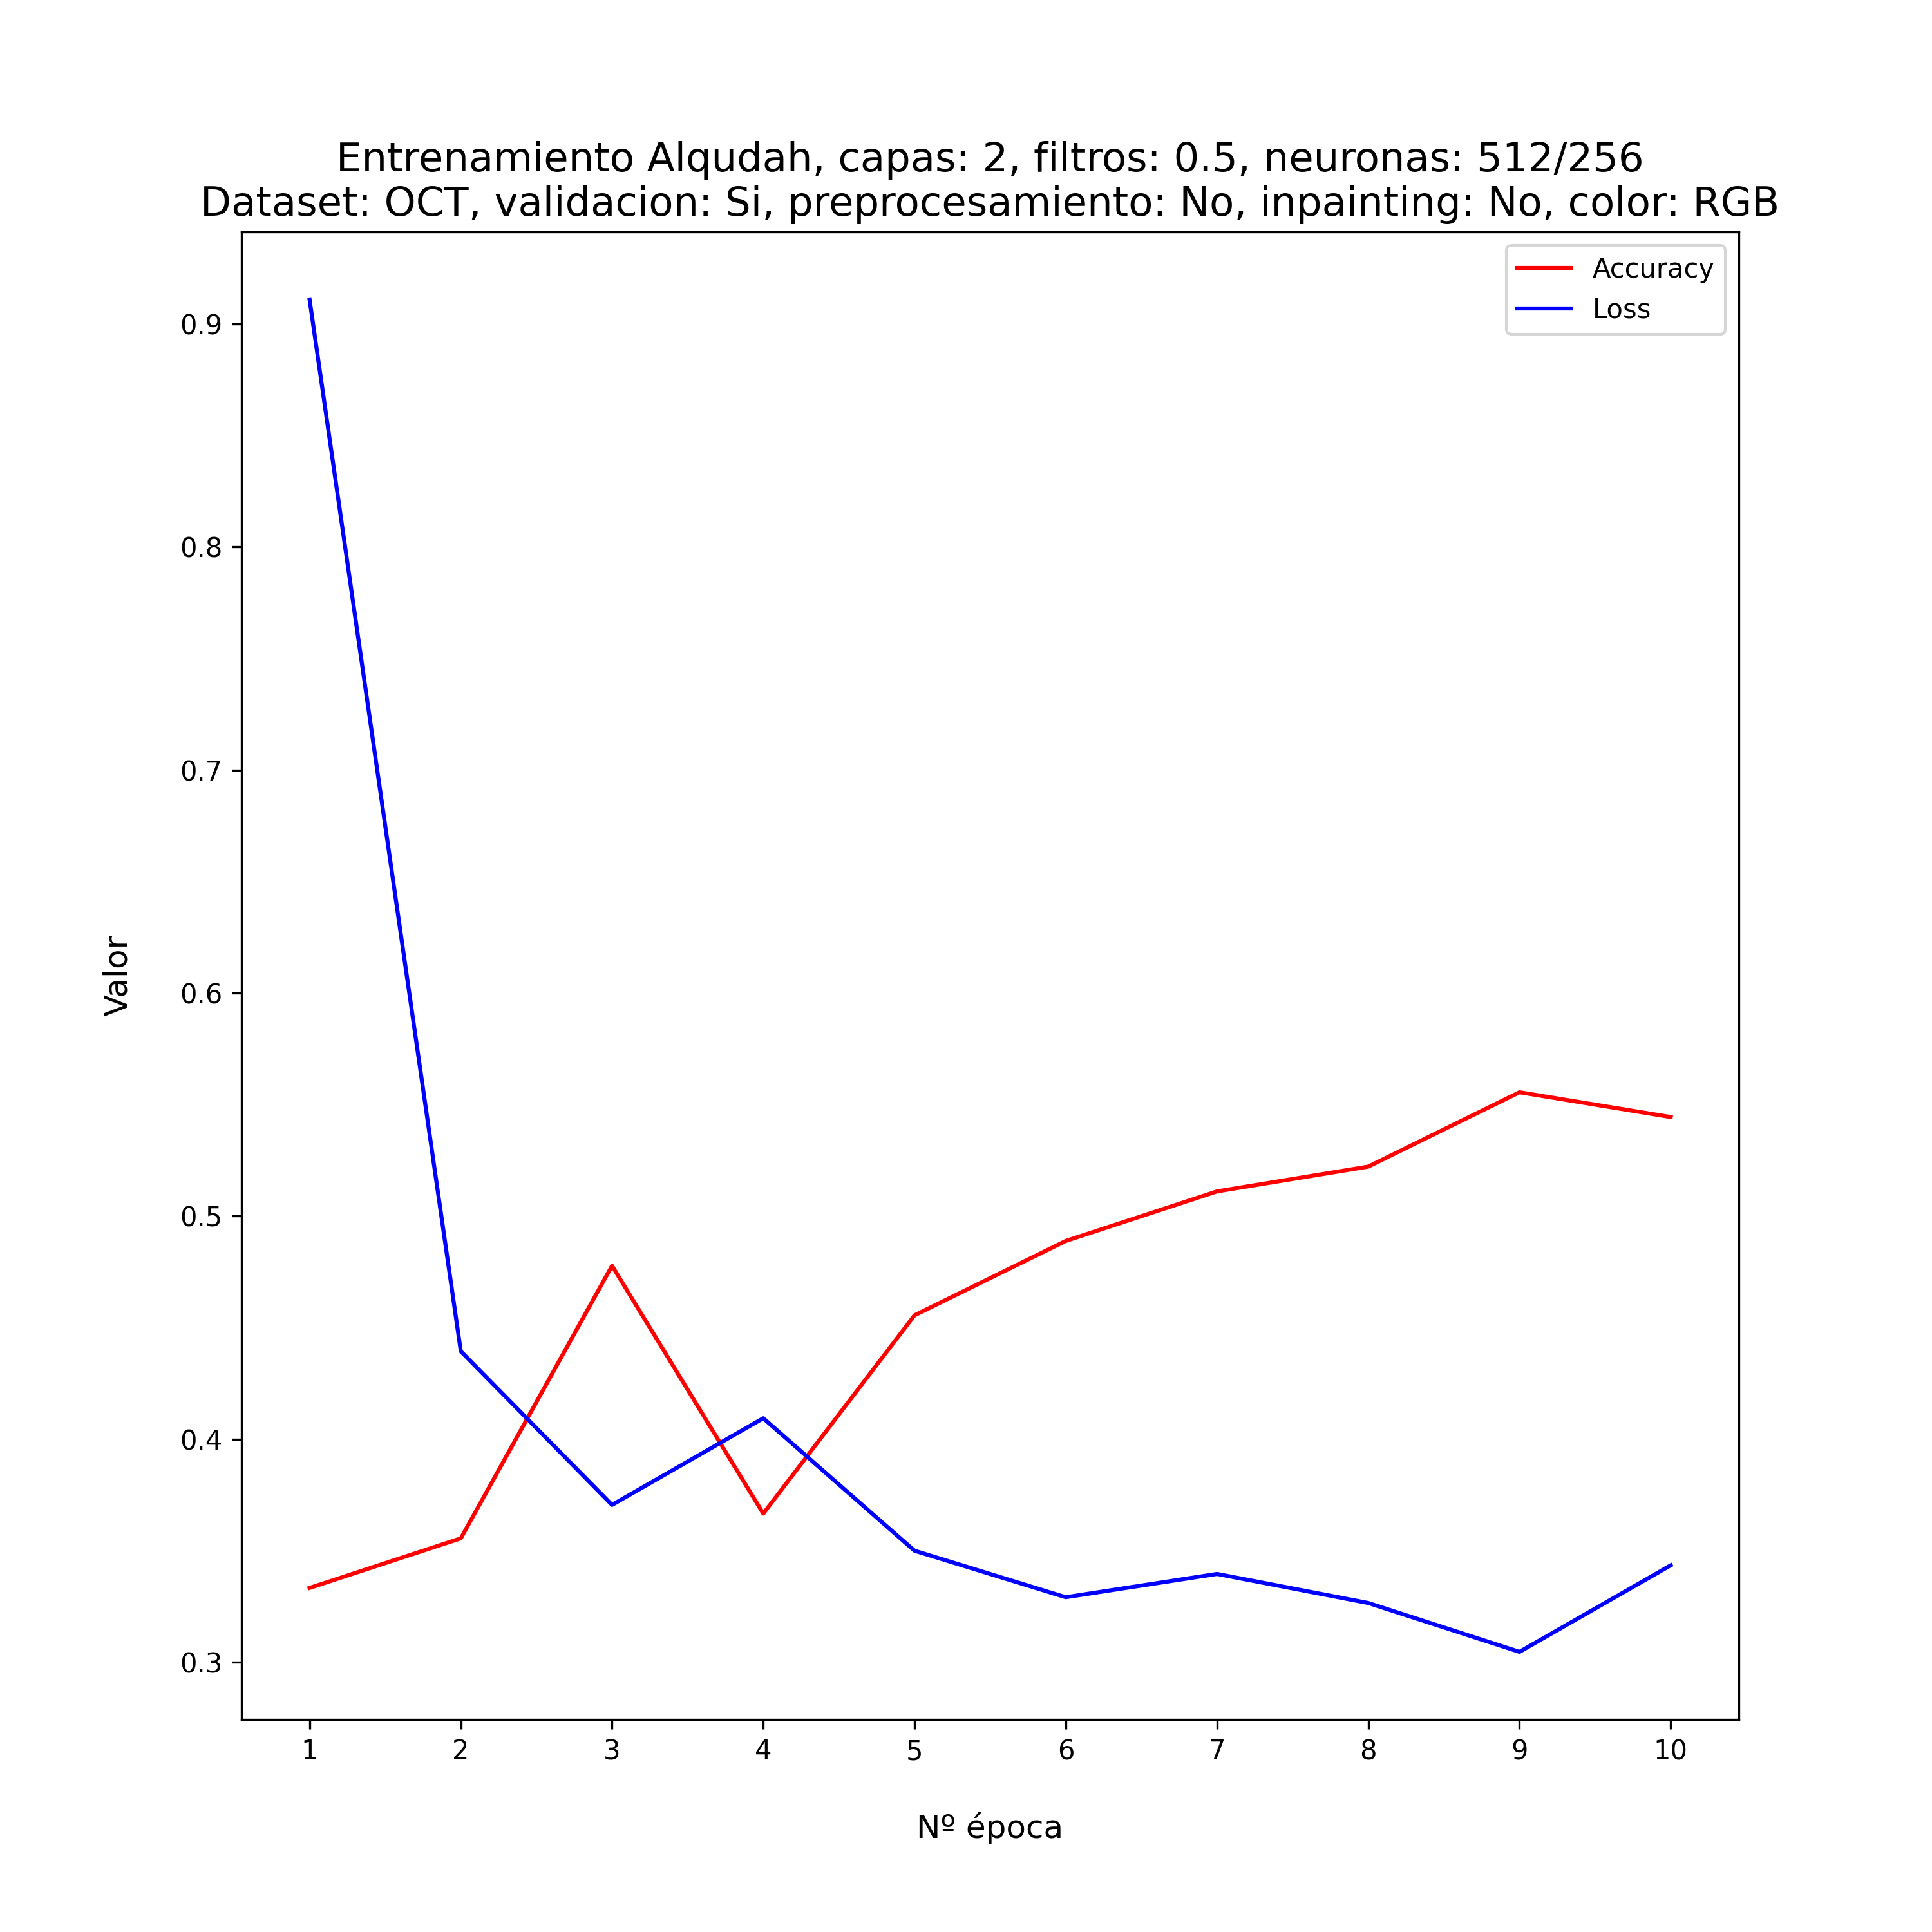 Entrenamiento Alqudah, capas: 2, filtros: 0.5, neuronas: 512/256
Dataset: OCT, validacion: Si, preprocesamiento: No, inpainting: No, color: RGB
Accuracy
Loss
0.9
0.8
0.7
0.6
0.5
0.4
0.3
Valor
1 2 3 4 5 6 7 8 9 10
Nº época